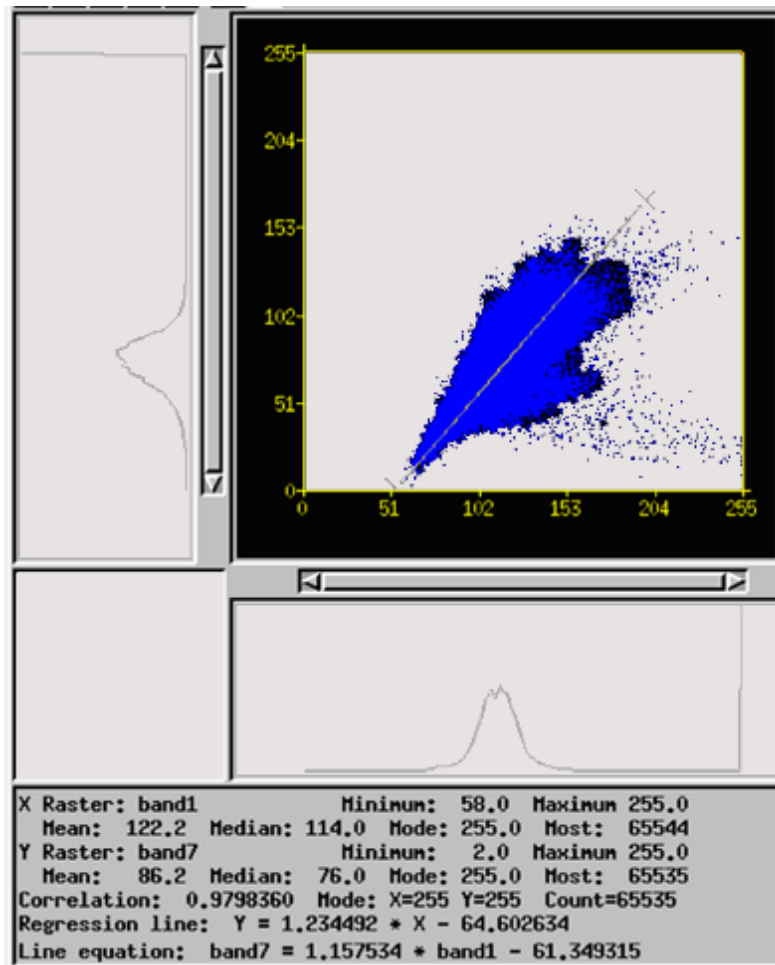 255
204
153
102
51
0
0 51 102 153 204 255
X Raster: band1 Minimum: 58.0 Maximum 255.0
Mean: 122.2 Median: 114.0 Mode: 255.0 Most: 65544
Y Raster: band7 Minimum: 2.0 Maximum 255.0
Mean: 86.2 Median: 76.0 Mode: 255.0 Most: 65535
Correlation: 0.9798360 Mode: X=255 Y=255 Count=65535
Regression line: Y = 1.234492 * X - 64.602634
Line equation: band7 = 1.157534 * band1 - 61.349315